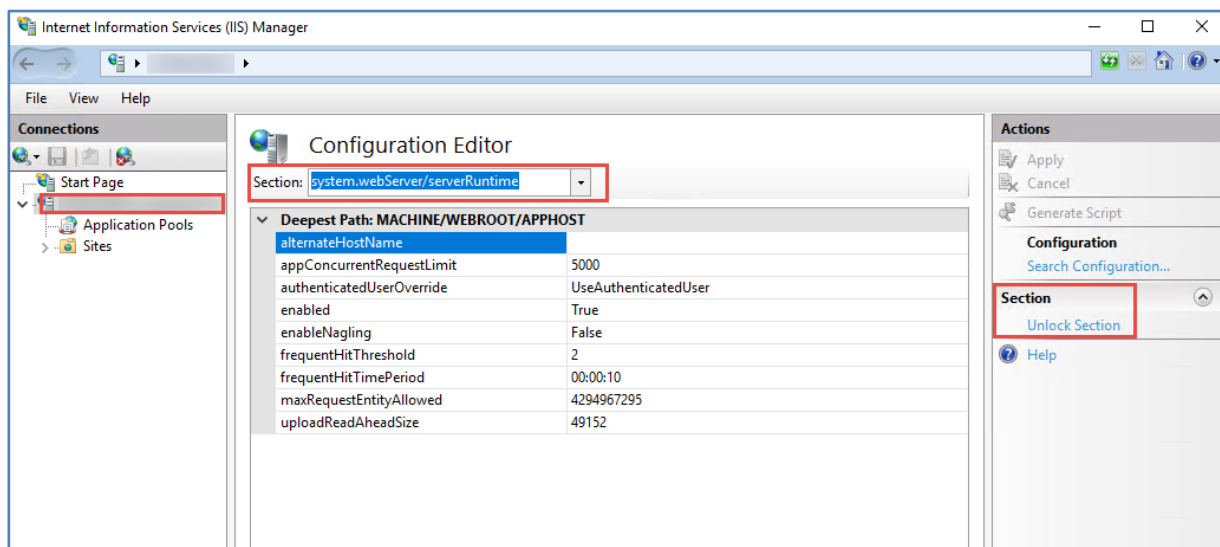 Internet Information Services (IIS) Manager
File View Help
Connections
Start Page
Application Pools
Sites
Configuration Editor
Section: system.webServer/serverRuntime
Deepest Path: MACHINE/WEBROOT/APPHOST
alternateHostName
appConcurrentRequestLimit 5000
authenticatedUserOverride UseAuthenticatedUser
enabled True
enableNagling False
frequentHitThreshold 2
frequentHitTimePeriod 00:00:10
maxRequestEntityAllowed 4294967295
uploadReadAheadSize 49152
Actions
Apply
Cancel
Generate Script
Configuration
Search Configuration...
Section
Unlock Section
Help